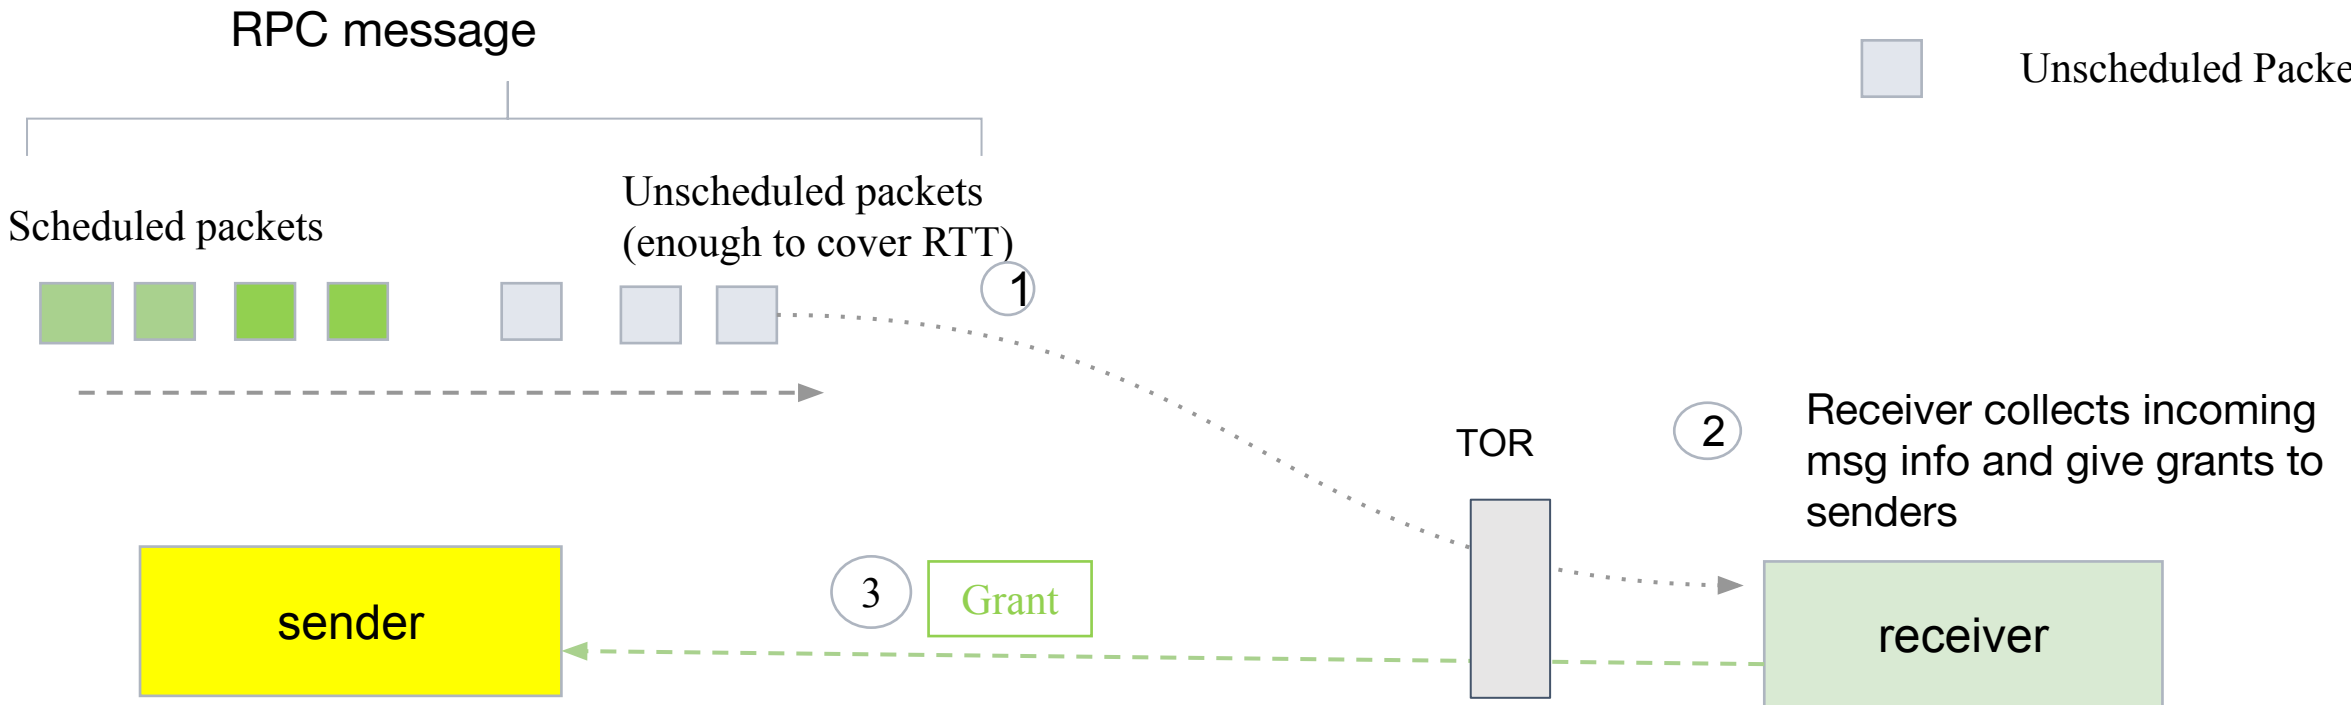 RPC message
Unscheduled Packe
Unscheduled packets
(enough to cover RTT)
Scheduled packets
1
TOR
2
Receiver collects incoming
msg info and give grants to
senders
3
Grant
sender
receiver